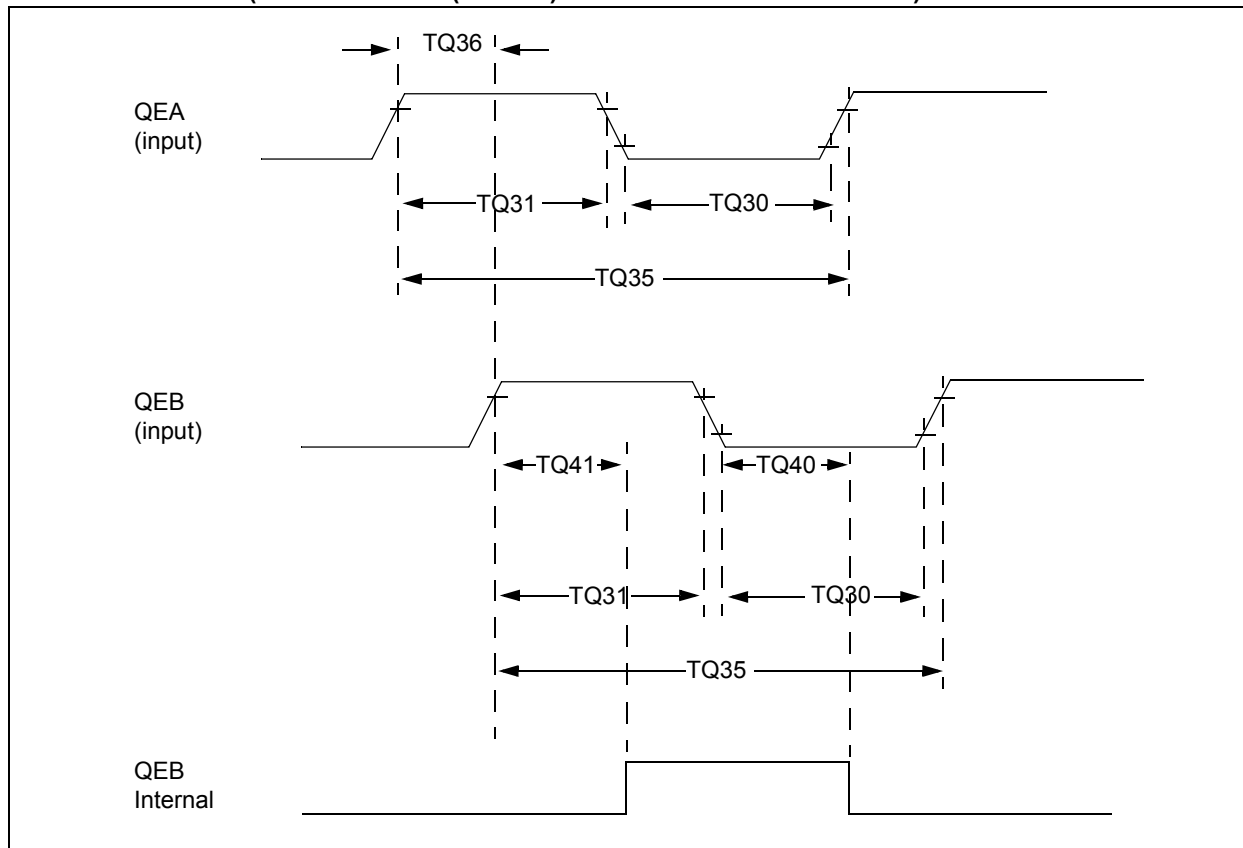 TQ36
QEA
(input)
TQ31
TQ30
TQ35
QEB
(input)
TQ41
TQ40
TQ31
TQ30
TQ35
QEB
Internal